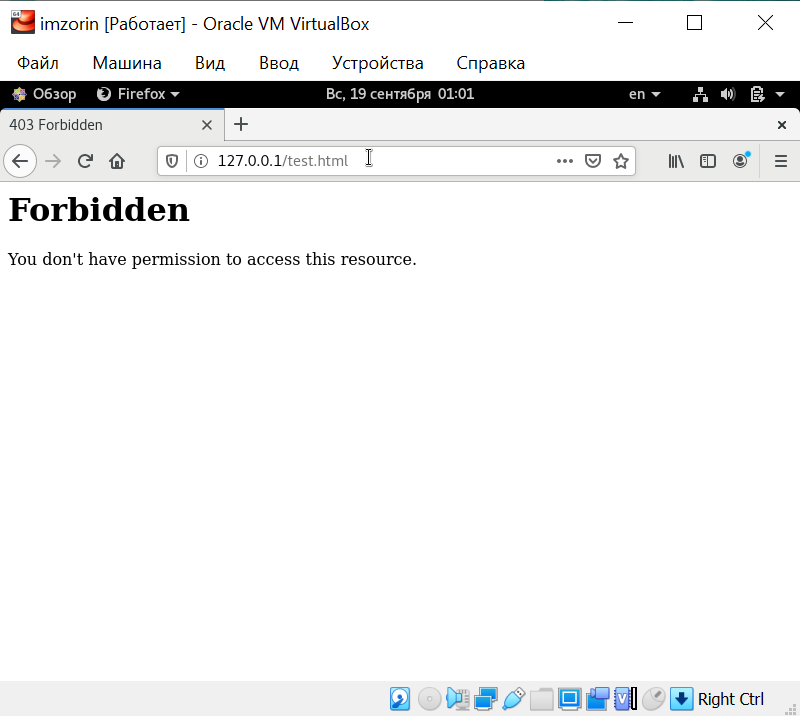 imzorin [Работает] - Oracle VM VirtualBox
Файл Машина Вид Ввод Устройства Справка
Обзор Firefox Вс, 19 сентября 01:01 en
403 Forbidden
127.0.0.1/test.html
Forbidden
You don't have permission to access this resource.
Right Ctrl